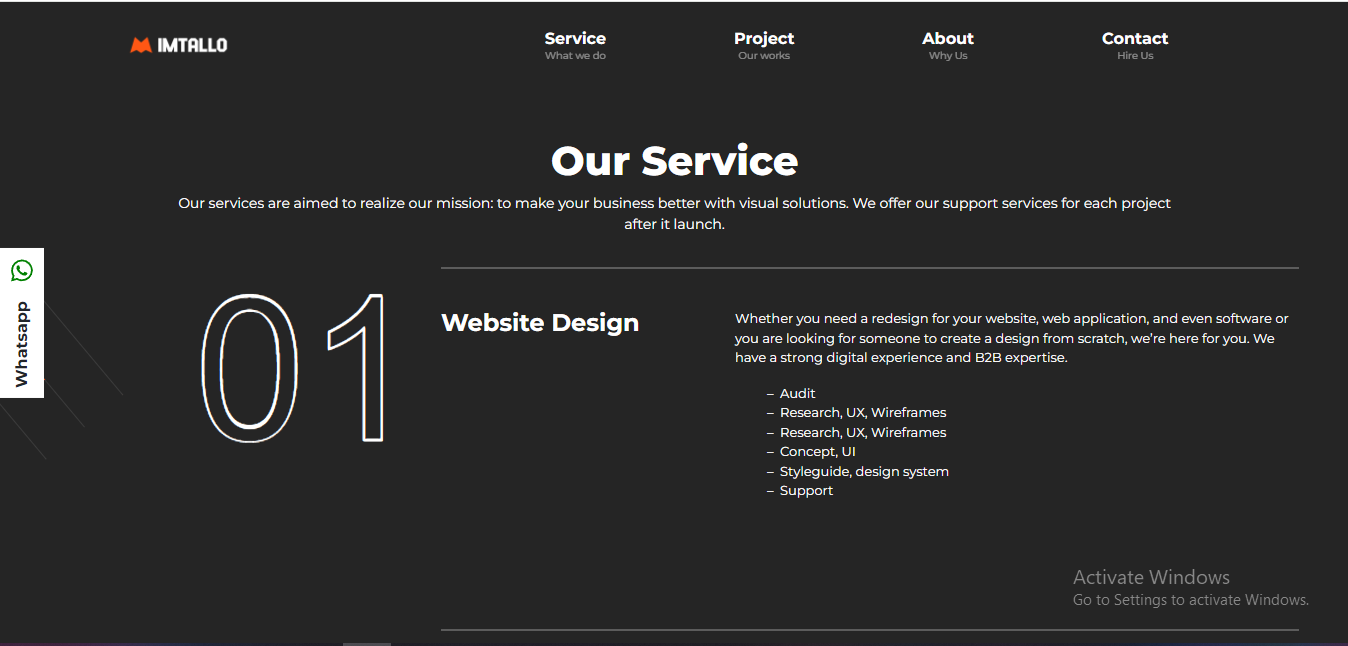 IMTALLO
Service
What we do
Project
Our works
About
Why Us
Contact
Hire Us
Our Service
Our services are aimed to realize our mission: to make your business better with visual solutions. We offer our support services for each project
after it launch.
Whatsapp
01
Website Design
Whether you need a redesign for your website, web application, and even software or
you are looking for someone to create a design from scratch, we're here for you. We
have a strong digital experience and B2B expertise.
– Audit
– Research, UX, Wireframes
– Research, UX, Wireframes
– Concept, UI
– Styleguide, design system
– Support
Activate Windows
Go to Settings to activate Windows.